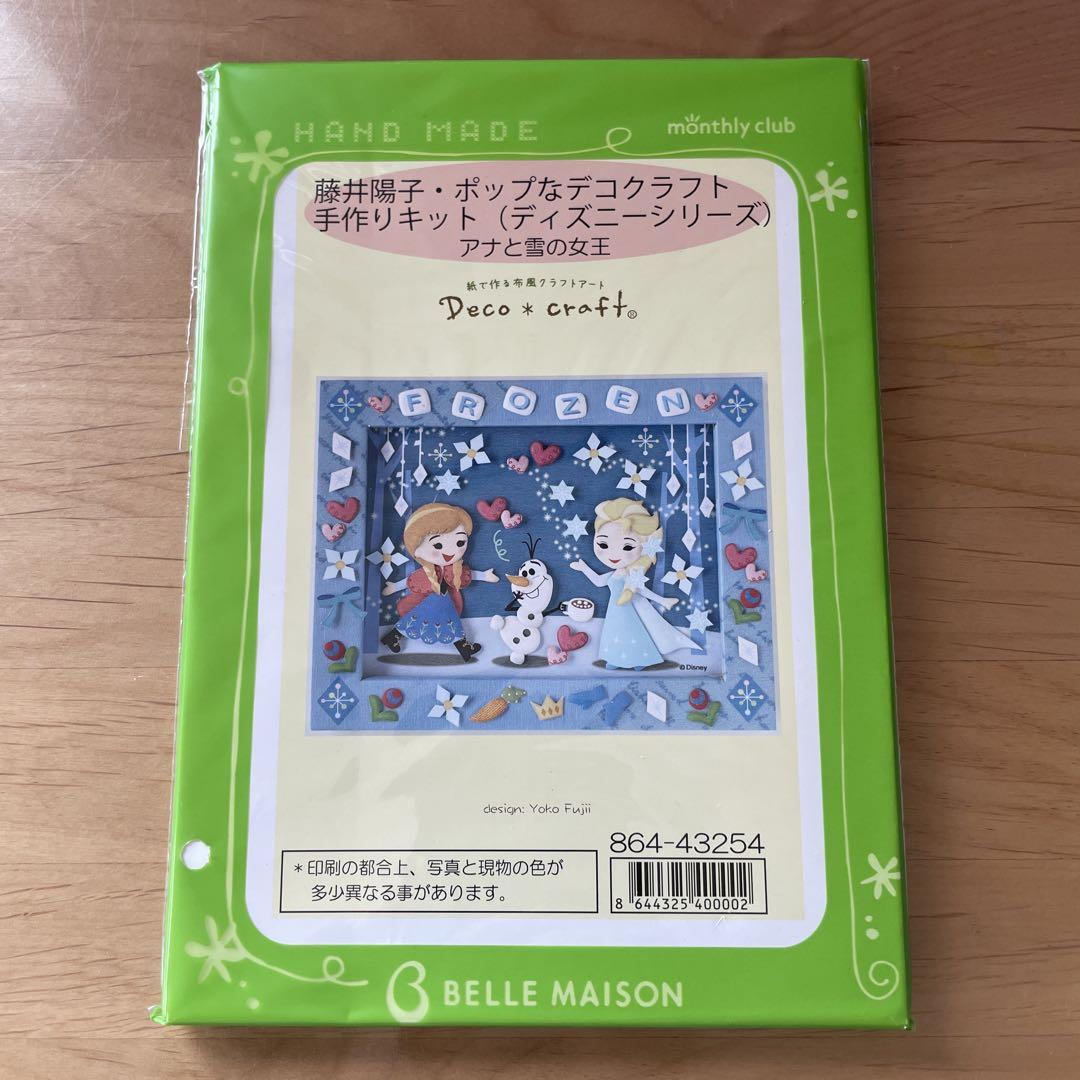 HAND MADE
monthly club
藤井陽子・ポップなデコクラフト
手作りキット（ディズニーシリーズ）
アナと雪の女王
紙で作る布風クラフトアート
Deco * craft®
FROZEN
© Disney
design: Yoko Fujii
864-43254
＊印刷の都合上、写真と現物の色が
多少異なる事があります。
8 644325 400002
BELLE MAISON